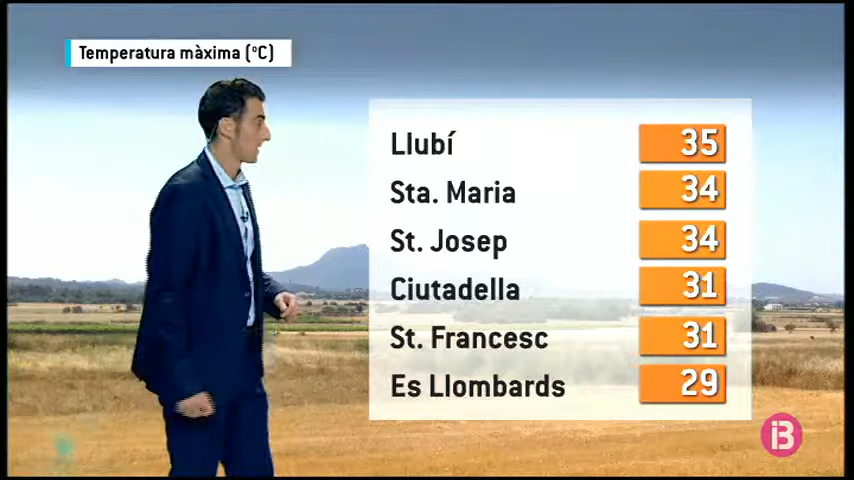 Temperatura màxima (ºC)
Llubí 35
Sta. Maria 34
St. Josep 34
Ciutadella 31
St. Francesc 31
Es Llombards 29
iB